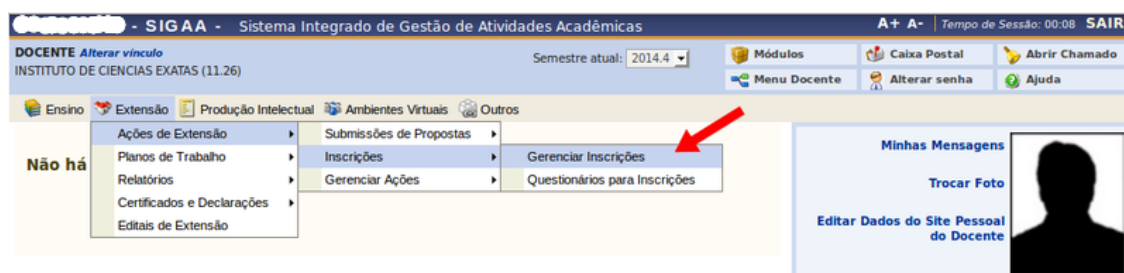 - SIGAA - Sistema Integrado de Gestão de Atividades Acadêmicas
A+ A- Tempo de Sessão: 00:08 SAIR
DOCENTE Alterar vínculo
INSTITUTO DE CIENCIAS EXATAS (11.26)
Semestre atual: 2014.4
Módulos
Caixa Postal
Abrir Chamado
Menu Docente
Alterar senha
Ajuda
Ensino Extensão Produção Intelectual Ambientes Virtuais Outros
Não há
Ações de Extensão
Planos de Trabalho
Relatórios
Certificados e Declarações
Editais de Extensão
Submissões de Propostas
Inscrições
Gerenciar Ações
Gerenciar Inscrições
Questionários para Inscrições
Minhas Mensagens
Trocar Foto
Editar Dados do Site Pessoal
do Docente